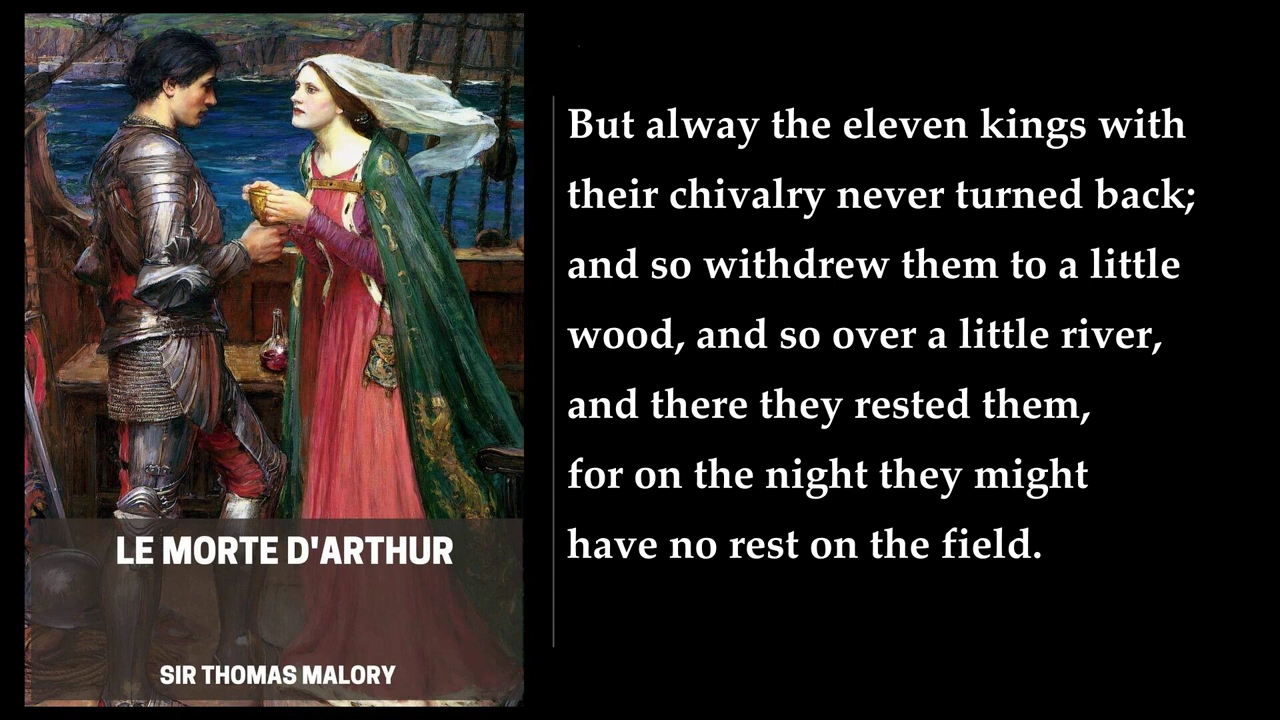 LE MORTE D'ARTHUR
SIR THOMAS MALORY
But alway the eleven kings with
their chivalry never turned back;
and so withdrew them to a little
wood, and so over a little river,
and there they rested them,
for on the night they might
have no rest on the field.